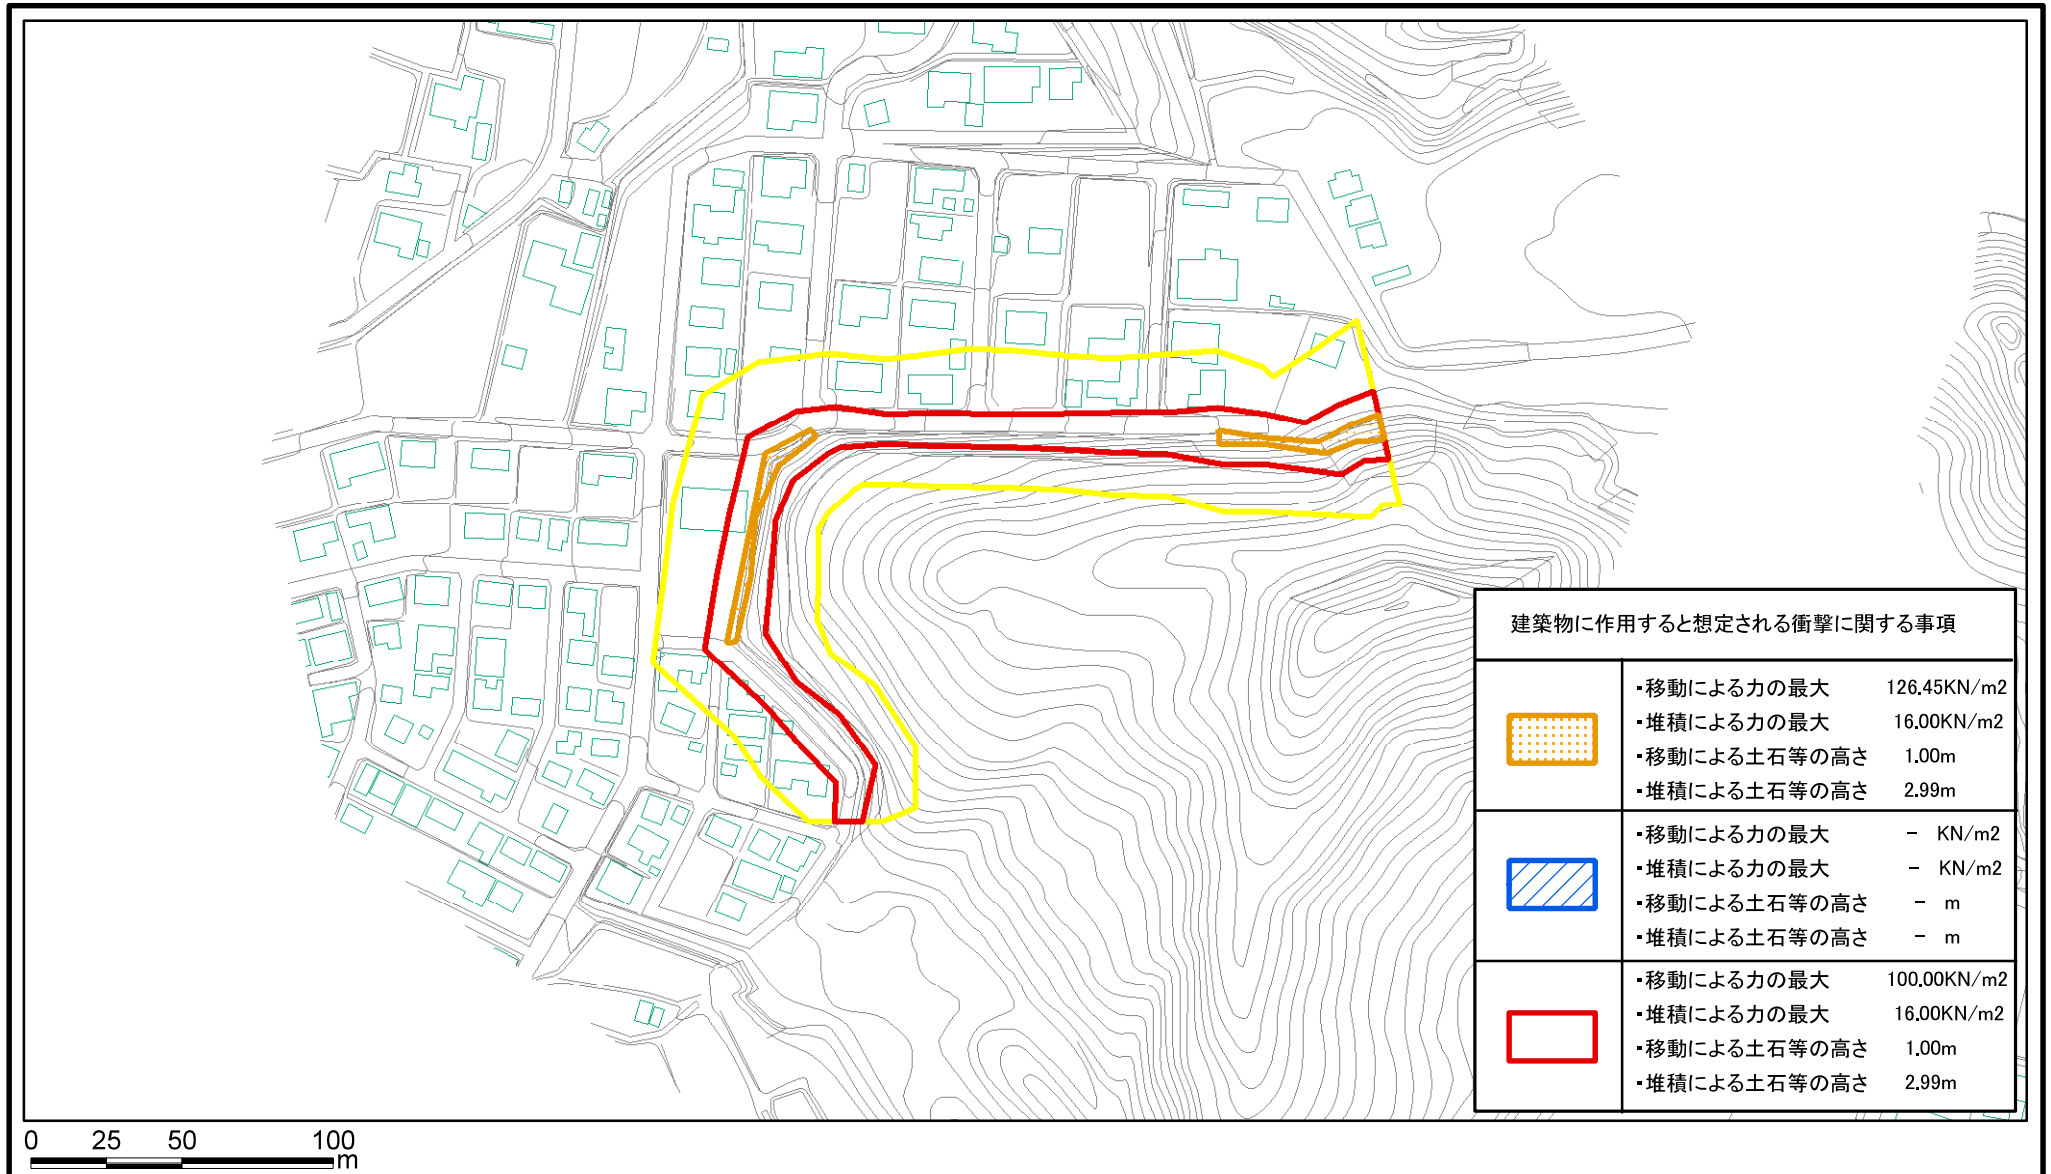 建築物に作用すると想定される衝撃に関する事項
・移動による力の最大 126.45KN/m2
・堆積による力の最大 16.00KN/m2
・移動による土石等の高さ 1.00m
・堆積による土石等の高さ 2.99m
・移動による力の最大 - KN/m2
・堆積による力の最大 - KN/m2
・移動による土石等の高さ - m
・堆積による土石等の高さ - m
・移動による力の最大 100.00KN/m2
・堆積による力の最大 16.00KN/m2
・移動による土石等の高さ 1.00m
・堆積による土石等の高さ 2.99m
0 25 50 100
m